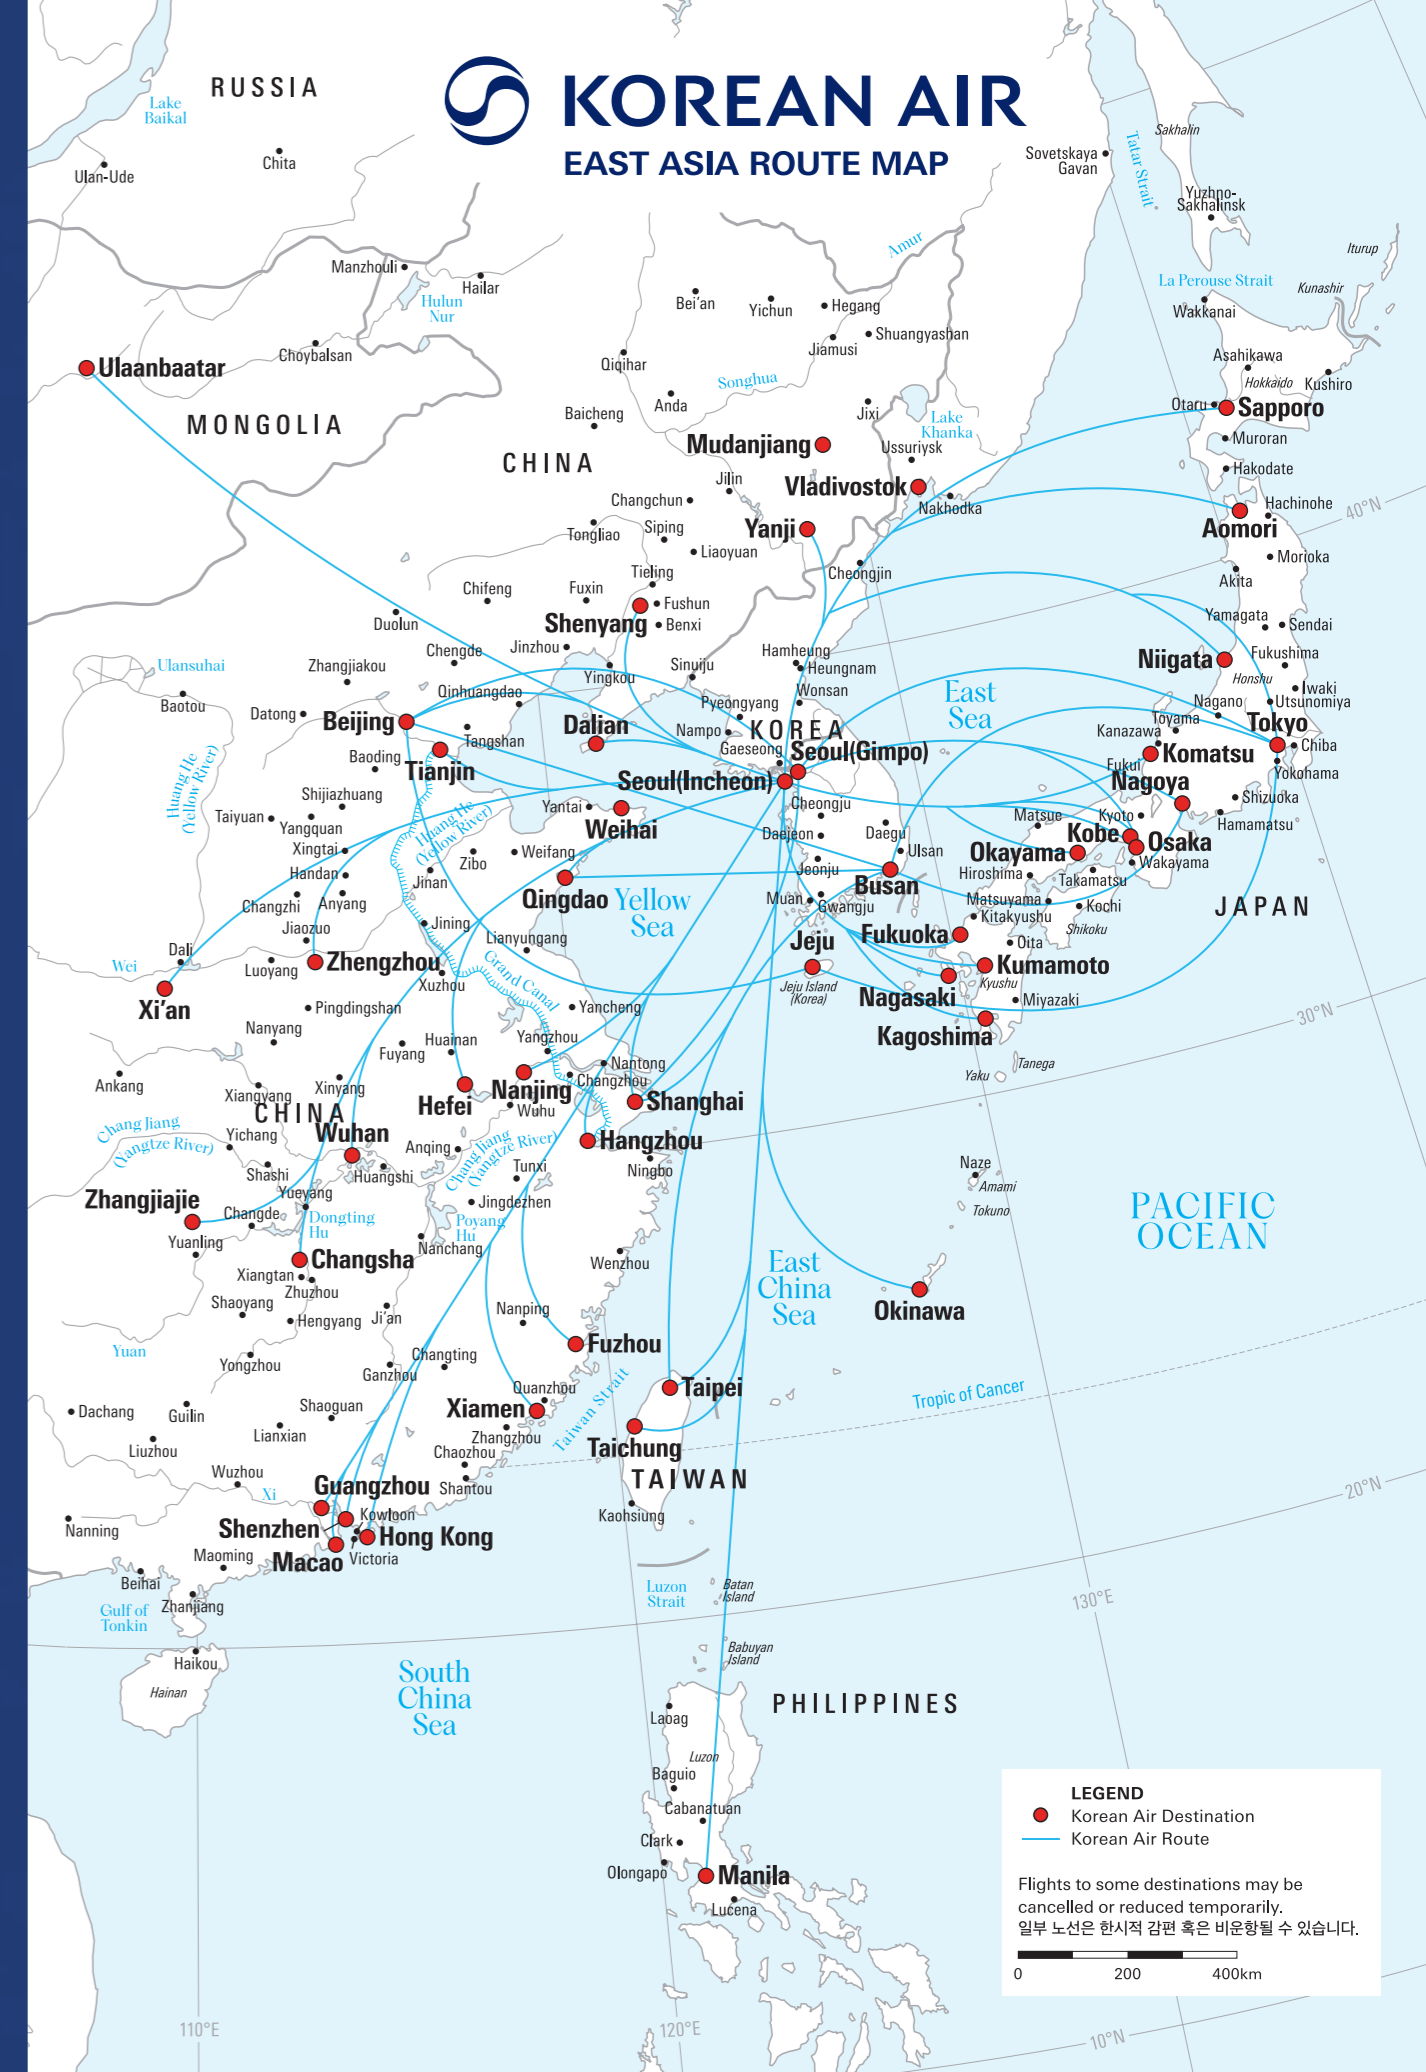 KOREAN AIR
EAST ASIA ROUTE MAP
RUSSIA
Lake
Baikal
Ulan-Ude
Chita
Sovetskaya
Gavan
Tatar Strait
Sakhalin
Yuzhno-
Sakhalinsk
Iturup
Kunashir
La Perouse Strait
Wakkanai
Amur
Manzhouli
Hailar
Hulun
Nur
Bei'an
Yichun
Hegang
Shuangyashan
Jiamusi
Choybalsan
Ulaanbaatar
MONGOLIA
Qiqihar
Songhua
Anda
Baicheng
Jixi
Lake
Khanka
Asahikawa
Hokkaido
Kushiro
Otaru
Sapporo
Muroran
Hakodate
CHINA
Mudanjiang
Ussuriysk
Vladivostok
Nakhodka
Jilin
Changchun
Yanji
Siping
Tongliao
Liaoyuan
Hachinohe
Aomori
40°N
Morioka
Akita
Cheongjin
Tieling
Chifeng
Fuxin
Fushun
Shenyang
Benxi
Duolun
Yamagata
Sendai
Chengde
Jinzhou
Ulansuhai
Zhangjiakou
Yingkou
Sinuiju
Hamheung
Heungnam
Wonsan
Niigata
Fukushima
Honshu
Iwaki
Utsunomiya
Nagano
Toyama
Baotou
Datong
Beijing
Qinhuangdao
Tangshan
Dalian
Pyeongyang
Nampo
KOREA
Gaeseong
East
Sea
Kanazawa
Komatsu
Fukui
Tokyo
Chiba
Yokohama
Huang He
(Yellow River)
Baoding
Tianjin
Seoul(Gimpo)
Seoul(Incheon)
Nagoya
Shizuoka
Hamamatsu
Shijiazhuang
Taiyuan
Yangquan
Xingtai
Huang He
(Yellow River)
Yantai
Weihai
Cheongju
Daejeon
Daegu
Ulsan
Matsue
Kyoto
Kobe
Osaka
Okayama
Wakayama
Hiroshima
Takamatsu
Zibo
Weifang
Handan
Jinan
Anyang
Changzhi
Qingdao
Yellow
Sea
Jeonju
Busan
Muan
Gwangju
Matsuyama
Kitakyushu
Kochi
Shikoku
JAPAN
Jiaozuo
Jining
Lianyungang
Dali
Wei
Luoyang
Zhengzhou
Xuzhou
Grand Canal
Jeju
Jeju Island
(Korea)
Fukuoka
Oita
Kumamoto
Kyushu
Nagasaki
Miyazaki
Kagoshima
Xi'an
Pingdingshan
Nanyang
Fuyang
Huainan
Yancheng
Yangzhou
30°N
Tanega
Yaku
Ankang
Xiangyang
Xinyang
Hefei
Nanjing
Wuhu
Nantong
Changzhou
Shanghai
CHINA
Chang Jiang
(Yangtze River)
Yichang
Wuhan
Anqing
Chang Jiang
(Yangtze River)
Hangzhou
Ningbo
Shashi
Huangshi
Tunxi
Yueyang
Zhangjiajie
Changde
Dongting
Hu
Jingdezhen
Poyang
Hu
Nanchang
Naze
Amami
Tokuno
PACIFIC
OCEAN
Yuanling
Changsha
Xiangtan
Zhuzhou
Wenzhou
East
China
Sea
Okinawa
Shaoyang
Hengyang
Ji'an
Nanping
Yuan
Yongzhou
Ganzhou
Changting
Fuzhou
Taiwan Strait
Taipei
Tropic of Cancer
Dachang
Guilin
Shaoguan
Quanzhou
Xiamen
Zhangzhou
Liuzhou
Lianxian
Chaozhou
Taichung
TAIWAN
Wuzhou
Guangzhou
Xi
Shantou
Kaohsiung
20°N
Nanning
Shenzhen
Kowloon
Hong Kong
Macao
Victoria
Maoming
Beihai
Zhanjiang
Gulf of
Tonkin
Luzon
Strait
Batan
Island
130°E
Haikou
Hainan
Babuyan
Island
South
China
Sea
PHILIPPINES
Laoag
Luzon
Baguio
Cabanatuan
Clark
Olongapo
Manila
Lucena
LEGEND
Korean Air Destination
Korean Air Route
Flights to some destinations may be
cancelled or reduced temporarily.
일부 노선은 한시적 감편 혹은 비운항될 수 있습니다.
0 200 400km
110°E
120°E
10°N